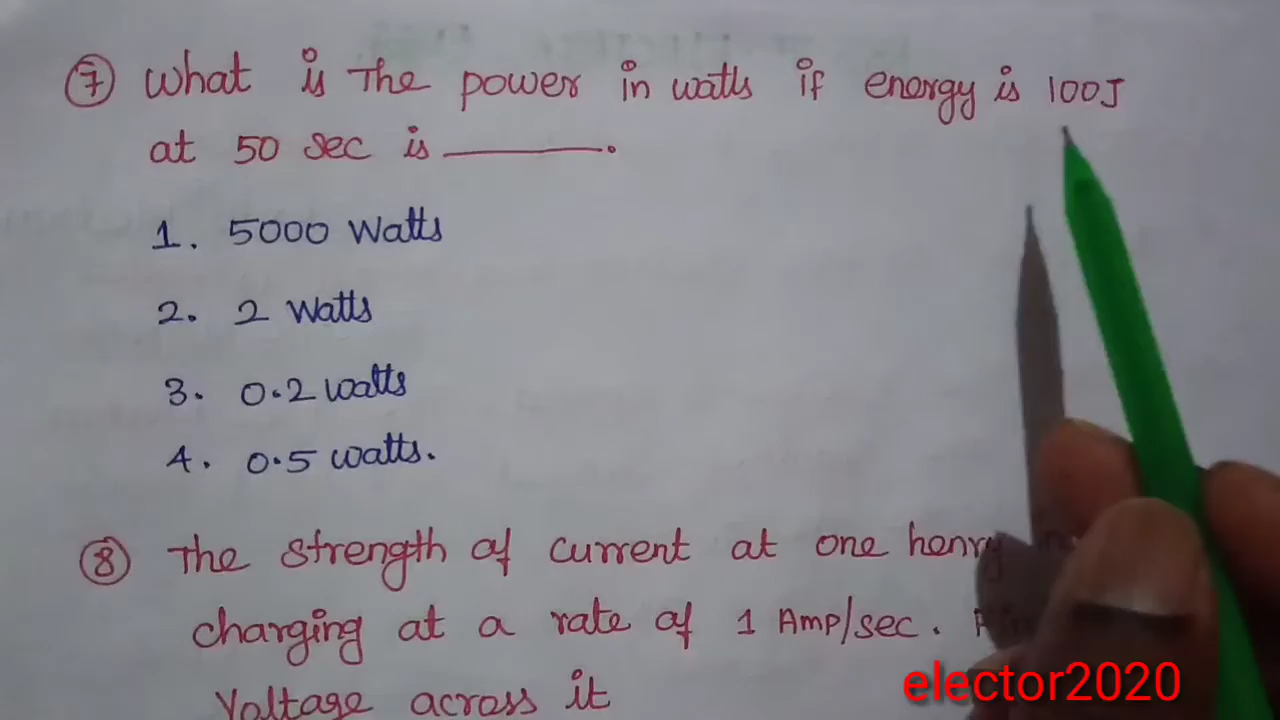 7 What is The power in watts if energy is 100J
at 50 sec is ______.
1. 5000 Watts
2. 2 Watts
3. 0.2 watts
4. 0.5 watts.
8 The strength of current at one henry
charging at a rate of 1 Amp/sec.
Voltage across it
elector2020